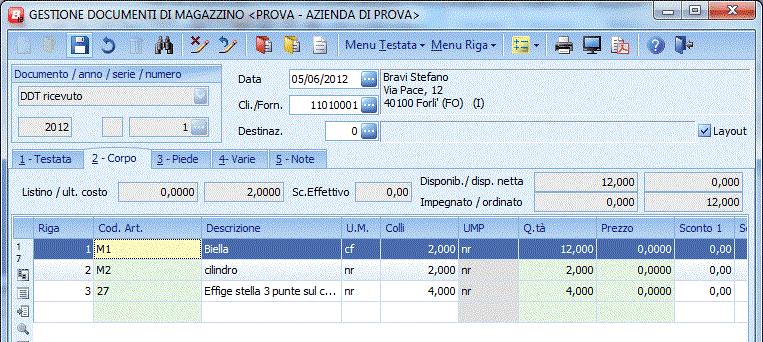 GESTIONE DOCUMENTI DI MAGAZZINO <PROVA - AZIENDA DI PROVA>
Menu Testata Menu Riga
Documento / anno / serie / numero
DDT ricevuto
2012 1
Data 05/06/2012
Cli./Forn. 11010001
Destinaz. 0
Bravi Stefano
Via Pace, 12
40100 Forli' (FO) (I)
Layout
1 - Testata 2 - Corpo 3 - Piede 4- Varie 5 - Note
Listino / ult. costo 0,0000 2,0000 Sc.Effettivo 0,00
Disponib./ disp. netta 12,000 0,000
Impegnato / ordinato 0,000 12,000
Riga Cod. Art. Descrizione U.M. Colli UMP Q.tà Prezzo Sconto 1 Sc
1 M1 Biella cf 2,000 nr 12,000 0,0000 0,00
2 M2 cilindro nr 2,000 nr 2,000 0,0000 0,00
3 27 Effige stella 3 punte sul c... nr 4,000 nr 4,000 0,0000 0,00
1
7